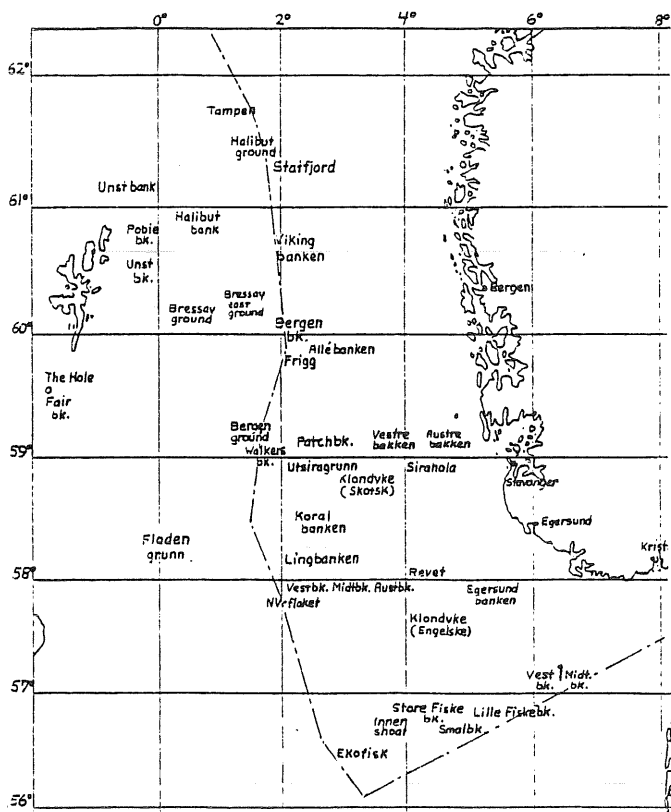 0° 2° 4° 6° 8°
62°
Tampen
Halibut
ground
Statfjord
Unst bank
61°
Halibut
bank
Pobie
bk.
Viking
banken
Unst
bk.
Bergen
Bressay
east
ground
Bressay
ground
Bergen
bk.
60°
Allébanken
Frigg
The Hole
Fair
bk.
Bergen
ground
Walkers
bk.
Patchbk.
Vestre
bakken
Austre
bakken
59°
Utsiragrunn
Sirahola
Klondyke
(Skotsk)
Stavanger
Koral
banken
Egersund
Fladen
grunn
Lingbanken
Krist
Revet
58°
Vestbk. Midtbk. Austbk.
Egersund
banken
NV-flaket
Klondyke
(Engelske)
Vest
bk.
Midt.
bk.
57°
Store Fiske
bk.
Lille Fiskebk.
Inner
shoal
Smalbk.
Ekofisk
56°